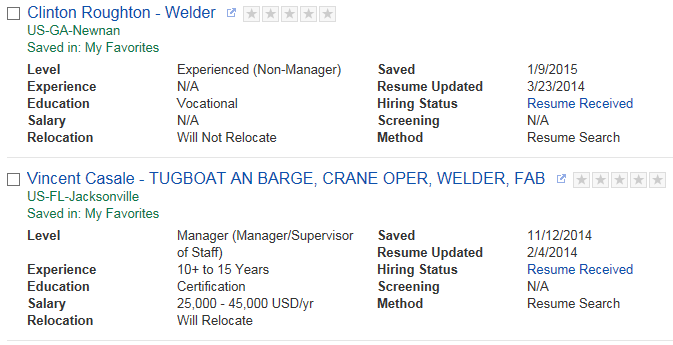 Clinton Roughton - Welder
US-GA-Newnan
Saved in: My Favorites
Level Experienced (Non-Manager) Saved 1/9/2015
Experience N/A Resume Updated 3/23/2014
Education Vocational Hiring Status Resume Received
Salary N/A Screening N/A
Relocation Will Not Relocate Method Resume Search
Vincent Casale - TUGBOAT AN BARGE, CRANE OPER, WELDER, FAB
US-FL-Jacksonville
Saved in: My Favorites
Level Manager (Manager/Supervisor Saved 11/12/2014
of Staff) Resume Updated 2/4/2014
Experience 10+ to 15 Years Hiring Status Resume Received
Education Certification Screening N/A
Salary 25,000 - 45,000 USD/yr Method Resume Search
Relocation Will Relocate